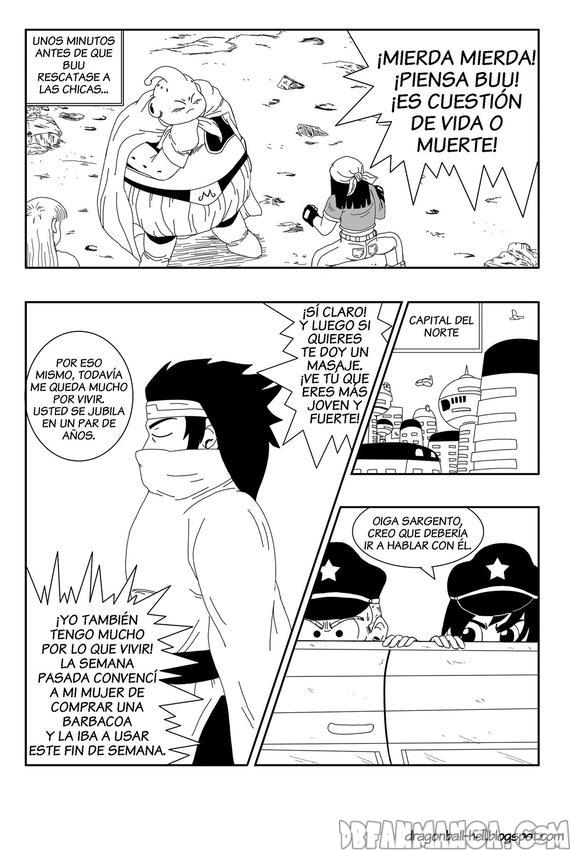 UNOS MINUTOS
ANTES DE QUE
BUU
RESCATASE A
LAS CHICAS...
¡MIERDA MIERDA!
¡PIENSA BUU!
¡ES CUESTIÓN
DE VIDA O
MUERTE!
CAPITAL DEL
NORTE
OIGA SARGENTO,
CREO QUE DEBERÍA
IR A HABLAR CON ÉL.
¡SÍ CLARO!
Y LUEGO SI
QUIERES
TE DOY UN
MASAJE.
¡VE TÚ QUE
ERES MÁS
JOVEN Y
FUERTE!
POR ESO
MISMO, TODAVÍA
ME QUEDA MUCHO
POR VIVIR.
USTED SE JUBILA
EN UN PAR DE
AÑOS.
¡YO TAMBIÉN
TENGO MUCHO
POR LO QUE VIVIR!
LA SEMANA
PASADA CONVENCÍ
A MI MUJER DE
COMPRAR UNA
BARBACOA
Y LA IBA A USAR
ESTE FIN DE SEMANA.
dragonball-hell.blogspot.com
DBFANMANGA.COM